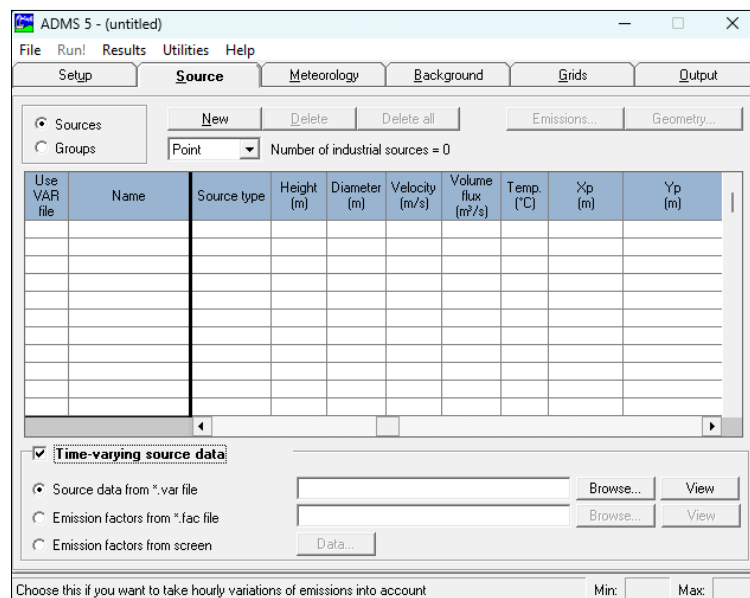 ADMS 5 - (untitled)
File Run! Results Utilities Help
Setup Source Meteorology Background Grids Output
Sources New Delete Delete all Emissions... Geometry...
Groups Point Number of industrial sources = 0
Use VAR file Name Source type Height (m) Diameter (m) Velocity (m/s) Volume flux (m³/s) Temp. (°C) Xp (m) Yp (m)
Time-varying source data
Source data from *.var file Browse... View
Emission factors from *.fac file Browse... View
Emission factors from screen Data...
Choose this if you want to take hourly variations of emissions into account Min: Max: